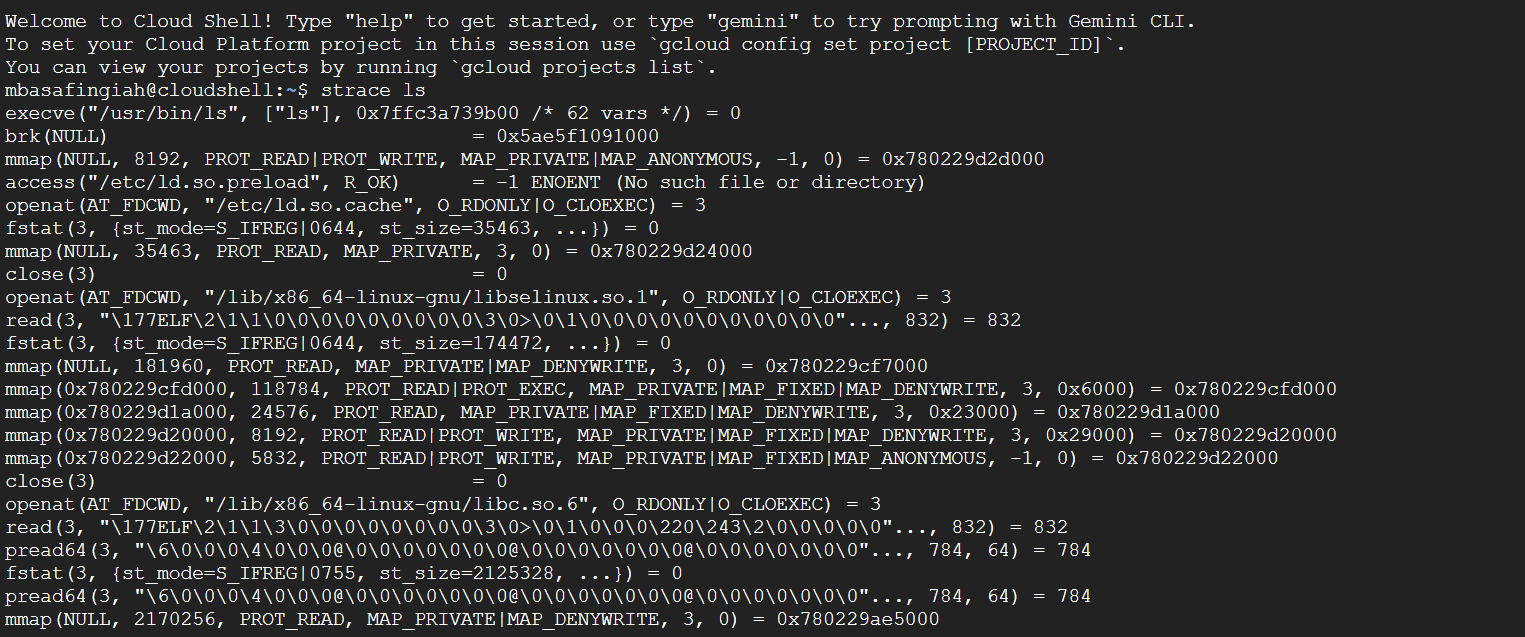 Welcome to Cloud Shell! Type "help" to get started, or type "gemini" to try prompting with Gemini CLI.
To set your Cloud Platform project in this session use `gcloud config set project [PROJECT_ID]`.
You can view your projects by running `gcloud projects list`.
mbasafingiah@cloudshell:~$ strace ls
execve("/usr/bin/ls", ["ls"], 0x7ffc3a739b00 /* 62 vars */) = 0
brk(NULL)                               = 0x5ae5f1091000
mmap(NULL, 8192, PROT_READ|PROT_WRITE, MAP_PRIVATE|MAP_ANONYMOUS, -1, 0) = 0x780229d2d000
access("/etc/ld.so.preload", R_OK)      = -1 ENOENT (No such file or directory)
openat(AT_FDCWD, "/etc/ld.so.cache", O_RDONLY|O_CLOEXEC) = 3
fstat(3, {st_mode=S_IFREG|0644, st_size=35463, ...}) = 0
mmap(NULL, 35463, PROT_READ, MAP_PRIVATE, 3, 0) = 0x780229d24000
close(3)                                = 0
openat(AT_FDCWD, "/lib/x86_64-linux-gnu/libselinux.so.1", O_RDONLY|O_CLOEXEC) = 3
read(3, "\177ELF\2\1\1\0\0\0\0\0\0\0\0\0\3\0>\0\1\0\0\0\0\0\0\0\0\0\0\0"..., 832) = 832
fstat(3, {st_mode=S_IFREG|0644, st_size=174472, ...}) = 0
mmap(NULL, 181960, PROT_READ, MAP_PRIVATE|MAP_DENYWRITE, 3, 0) = 0x780229cf7000
mmap(0x780229cfd000, 118784, PROT_READ|PROT_EXEC, MAP_PRIVATE|MAP_FIXED|MAP_DENYWRITE, 3, 0x6000) = 0x780229cfd000
mmap(0x780229d1a000, 24576, PROT_READ, MAP_PRIVATE|MAP_FIXED|MAP_DENYWRITE, 3, 0x23000) = 0x780229d1a000
mmap(0x780229d20000, 8192, PROT_READ|PROT_WRITE, MAP_PRIVATE|MAP_FIXED|MAP_DENYWRITE, 3, 0x29000) = 0x780229d20000
mmap(0x780229d22000, 5832, PROT_READ|PROT_WRITE, MAP_PRIVATE|MAP_FIXED|MAP_ANONYMOUS, -1, 0) = 0x780229d22000
close(3)                                = 0
openat(AT_FDCWD, "/lib/x86_64-linux-gnu/libc.so.6", O_RDONLY|O_CLOEXEC) = 3
read(3, "\177ELF\2\1\1\3\0\0\0\0\0\0\0\0\3\0>\0\1\0\0\0\220\243\2\0\0\0\0\0"..., 832) = 832
pread64(3, "\6\0\0\0\4\0\0\0@\0\0\0\0\0\0\0@\0\0\0\0\0\0\0@\0\0\0\0\0\0\0"..., 784, 64) = 784
fstat(3, {st_mode=S_IFREG|0755, st_size=2125328, ...}) = 0
pread64(3, "\6\0\0\0\4\0\0\0@\0\0\0\0\0\0\0@\0\0\0\0\0\0\0@\0\0\0\0\0\0\0"..., 784, 64) = 784
mmap(NULL, 2170256, PROT_READ, MAP_PRIVATE|MAP_DENYWRITE, 3, 0) = 0x780229ae5000